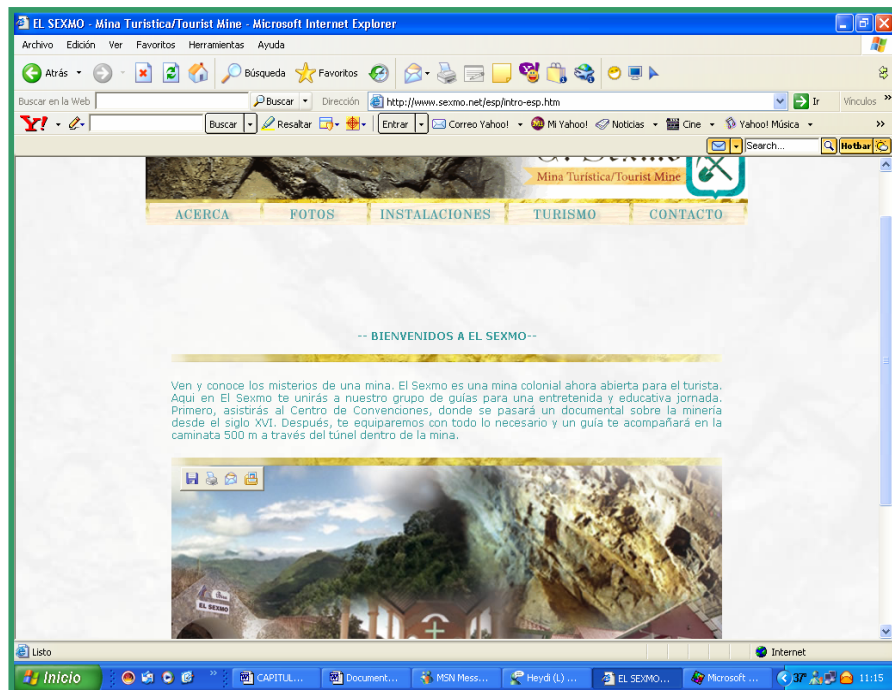 EL SEXMO - Mina Turistica/Tourist Mine - Microsoft Internet Explorer
Archivo Edición Ver Favoritos Herramientas Ayuda
Atrás Búsqueda Favoritos
Buscar en la Web Buscar Dirección http://www.sexmo.net/esp/intro-esp.htm Ir Vínculos
Y! Buscar Resaltar Entrar Correo Yahoo! Mi Yahoo! Noticias Cine Yahoo! Música
Search... Hotbar
El Sexmo
Mina Turística/Tourist Mine
ACERCA FOTOS INSTALACIONES TURISMO CONTACTO
-- BIENVENIDOS A EL SEXMO--
Ven y conoce los misterios de una mina. El Sexmo es una mina colonial ahora abierta para el turista.
Aqui en El Sexmo te unirás a nuestro grupo de guías para una entretenida y educativa jornada.
Primero, asistirás al Centro de Convenciones, donde se pasará un documental sobre la minería
desde el siglo XVI. Después, te equiparemos con todo lo necesario y un guía te acompañará en la
caminata 500 m a través del túnel dentro de la mina.
EL SEXMO
Listo Internet
Inicio CAPITUL... Document... MSN Mess... Heydi (L) ... EL SEXMO... Microsoft ... 37° 11:15